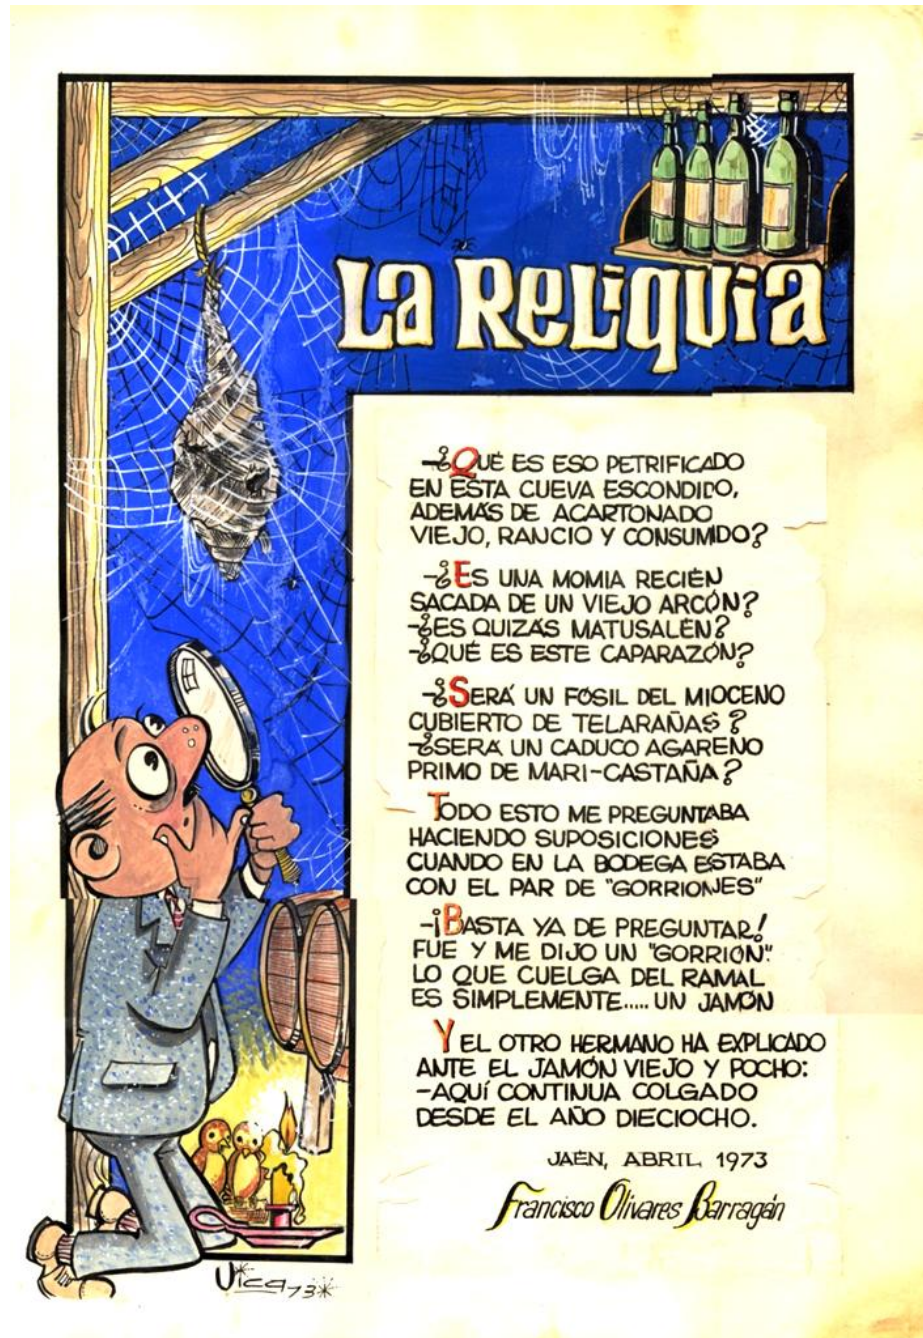 La Reliquia
-¿QUÉ ES ESO PETRIFICADO
EN ESTA CUEVA ESCONDIDO,
ADEMÁS DE ACARTONADO
VIEJO, RANCIO Y CONSUMIDO?
-¿ES UNA MOMIA RECIÉN
SACADA DE UN VIEJO ARCÓN?
-¿ES QUIZÁS MATUSALÉN?
-¿QUÉ ES ESTE CAPARAZÓN?
-¿SERÁ UN FÓSIL DEL MIOCENO
CUBIERTO DE TELARAÑAS?
-¿SERÁ UN CADUCO AGARENO
PRIMO DE MARI-CASTAÑA?
TODO ESTO ME PREGUNTABA
HACIENDO SUPOSICIONES
CUANDO EN LA BODEGA ESTABA
CON EL PAR DE "GORRIONES"
-¡BASTA YA DE PREGUNTAR!
FUE Y ME DIJO UN "GORRIÓN":
LO QUE CUELGA DEL RAMAL
ES SIMPLEMENTE..... UN JAMÓN
Y EL OTRO HERMANO HA EXPLICADO
ANTE EL JAMÓN VIEJO Y POCHO:
-AQUÍ CONTINUA COLGADO
DESDE EL AÑO DIECIOCHO.
JAÉN, ABRIL 1973
Francisco Olivares Barragán
Vica 73